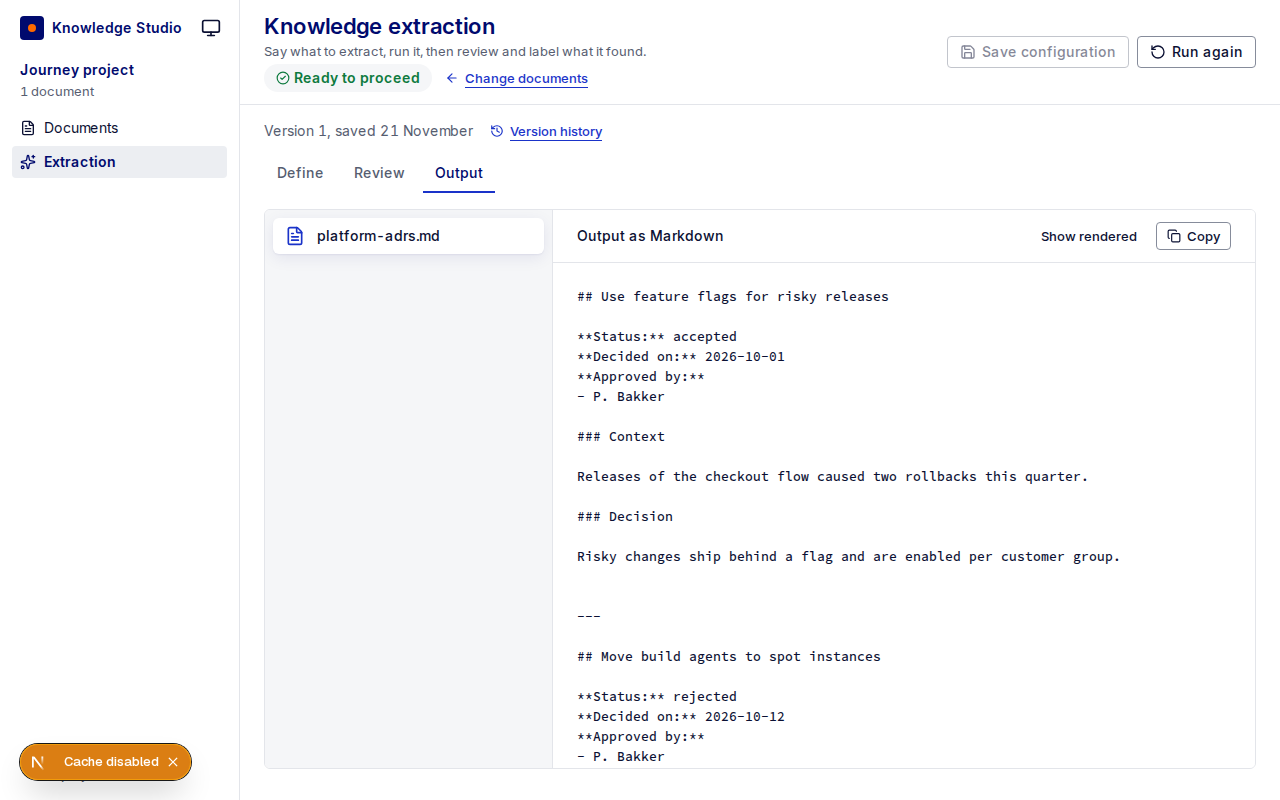 Knowledge Studio
Journey project
1 document
Documents
Extraction
Cache disabled
Knowledge extraction
Say what to extract, run it, then review and label what it found.
Ready to proceed
Change documents
Save configuration
Run again
Version 1, saved 21 November
Version history
Define
Review
Output
platform-adrs.md
Output as Markdown
Show rendered
Copy
## Use feature flags for risky releases
**Status:** accepted
**Decided on:** 2026-10-01
**Approved by:**
- P. Bakker
### Context
Releases of the checkout flow caused two rollbacks this quarter.
### Decision
Risky changes ship behind a flag and are enabled per customer group.
---
## Move build agents to spot instances
**Status:** rejected
**Decided on:** 2026-10-12
**Approved by:**
- P. Bakker